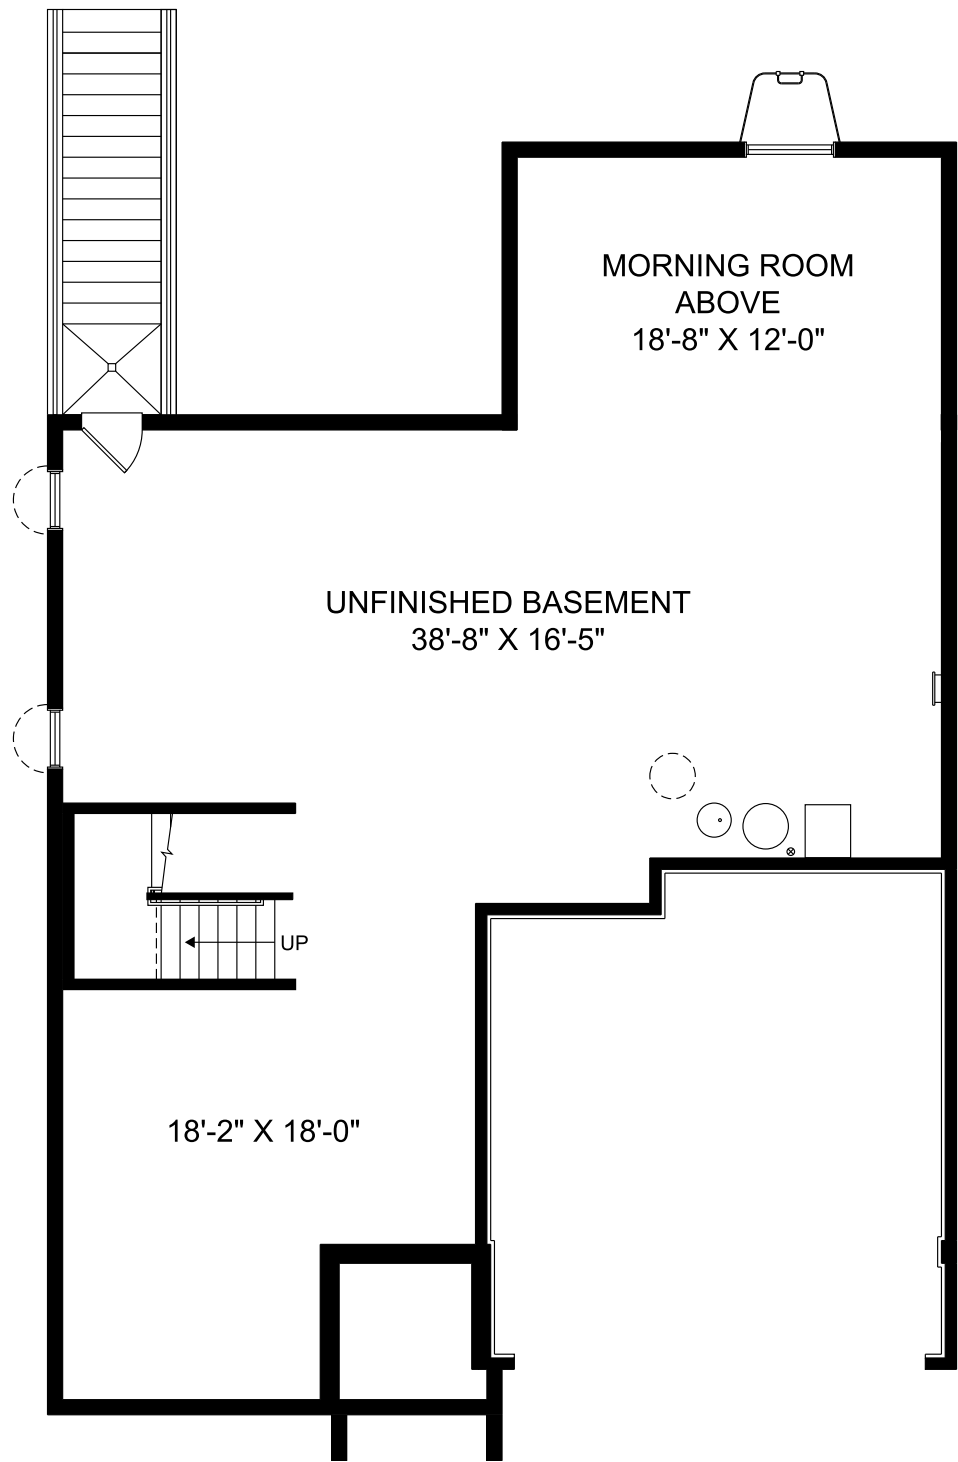 MORNING ROOM
ABOVE
18'-8" X 12'-0"
UNFINISHED BASEMENT
38'-8" X 16'-5"
UP
18'-2" X 18'-0"